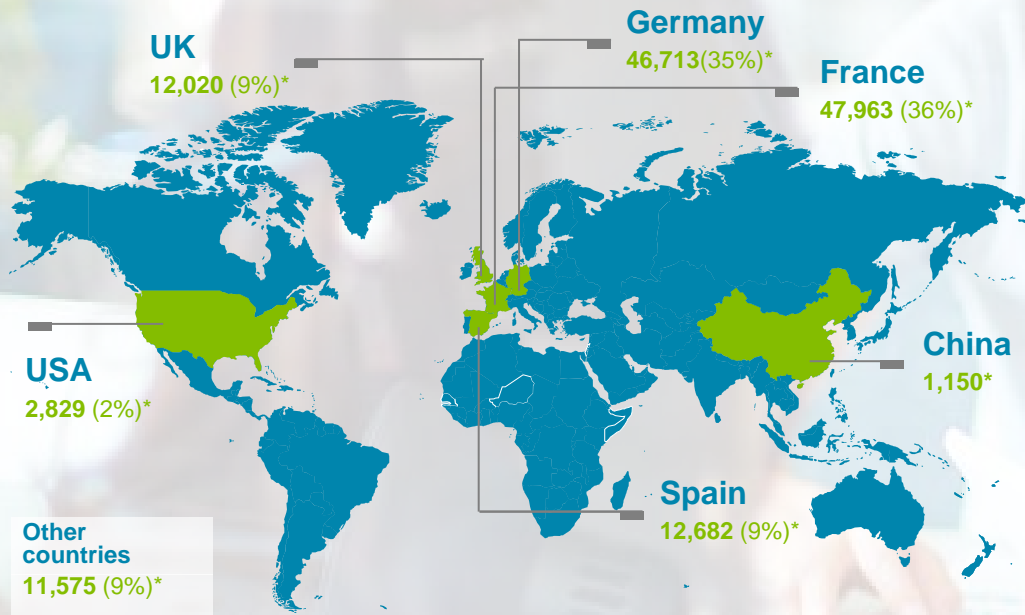 UK
12,020 (9%)*
Germany
46,713(35%)*
France
47,963 (36%)*
USA
2,829 (2%)*
China
1,150*
Spain
12,682 (9%)*
Other
countries
11,575 (9%)*